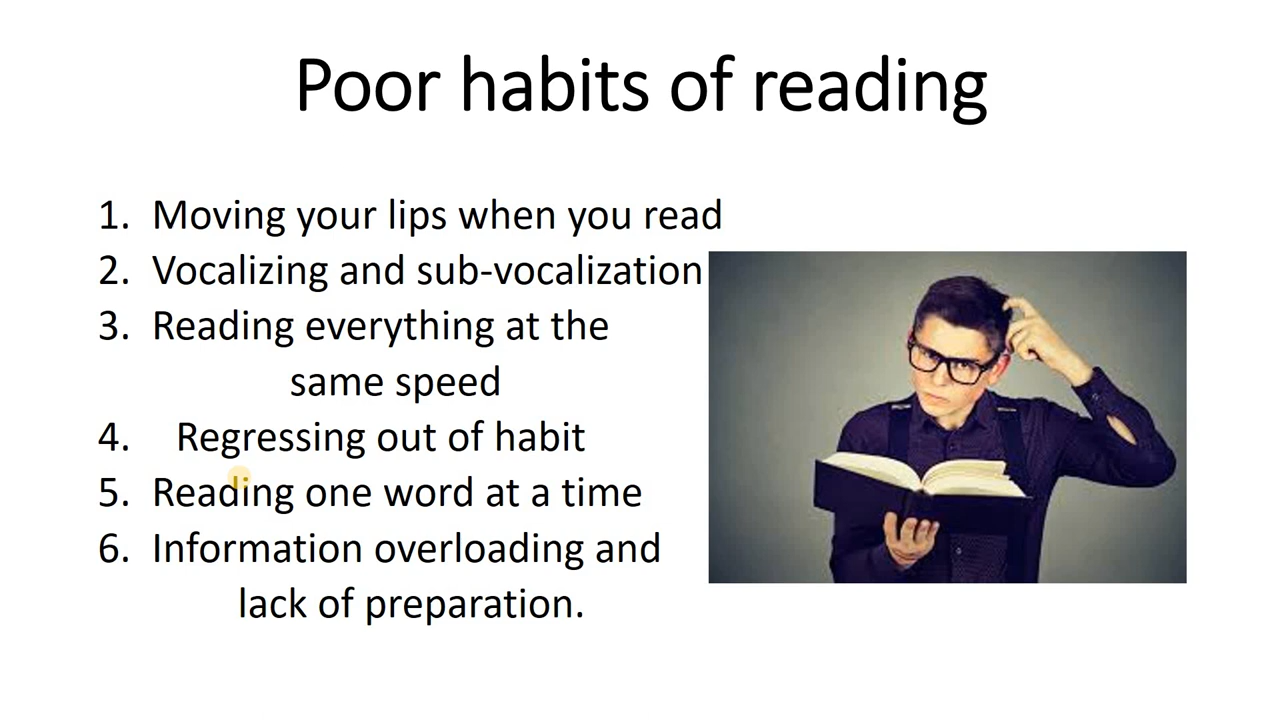 Poor habits of reading
1. Moving your lips when you read
2. Vocalizing and sub-vocalization
3. Reading everything at the
same speed
4. Regressing out of habit
5. Reading one word at a time
6. Information overloading and
lack of preparation.